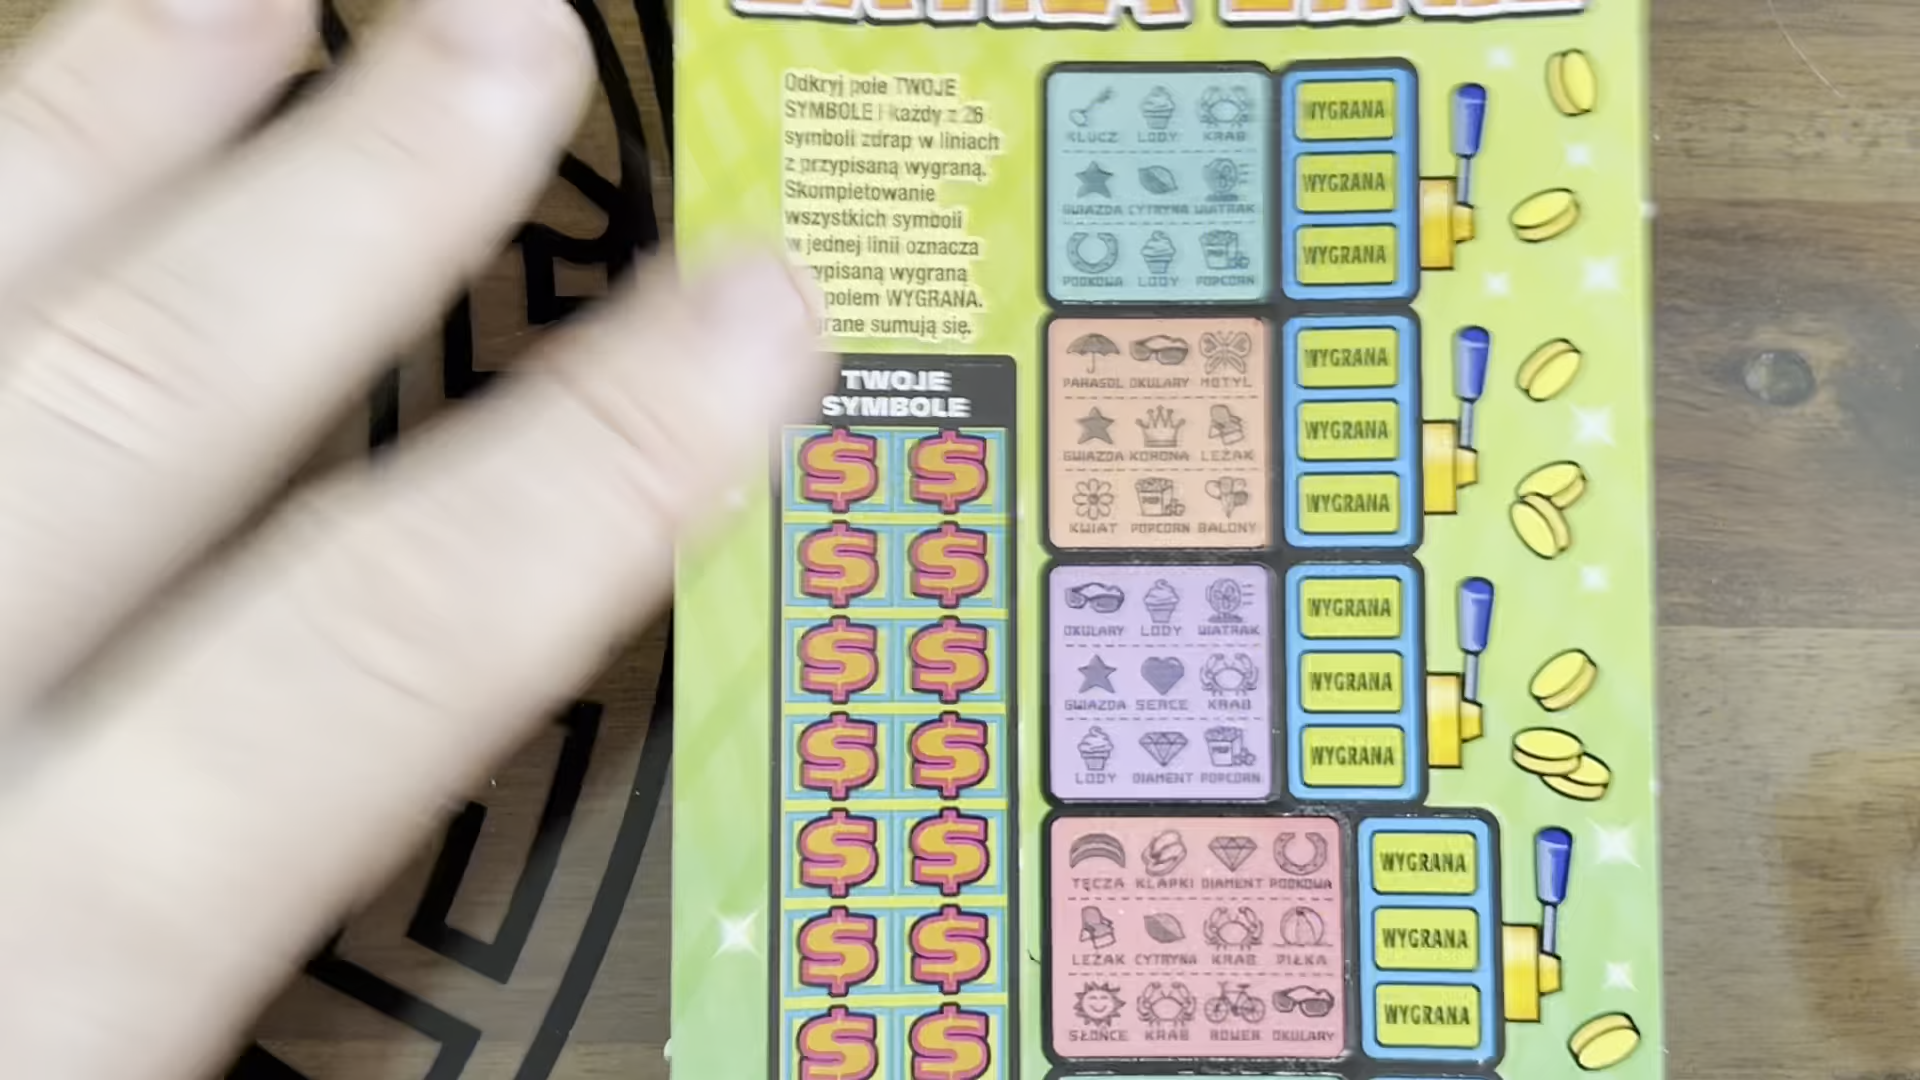 Odkryj pole TWOJE
SYMBOLE i każdy z 26
symboli zdrap w liniach
z przypisaną wygraną.
Skompletowanie
wszystkich symboli
w jednej linii oznacza
wygraną
polem WYGRANA.
sumują się.
TWOJE
SYMBOLE
KLUCZ LODY KRAB
WYGRANA
GWIAZDA CYTRYNA WIATRAK
WYGRANA
PODKOWA LODY POPCORN
WYGRANA
PARASOL OKULARY MOTYL
WYGRANA
GWIAZDA KORONA LEŻAK
WYGRANA
KWIAT POPCORN BALONY
WYGRANA
OKULARY LODY WIATRAK
WYGRANA
GWIAZDA SERCE KRAB
WYGRANA
LODY DIAMENT POPCORN
WYGRANA
TĘCZA KLAPKI DIAMENT PODKOWA
WYGRANA
LEŻAK CYTRYNA KRAB PIŁKA
WYGRANA
SŁOŃCE KRAB ROWER OKULARY
WYGRANA